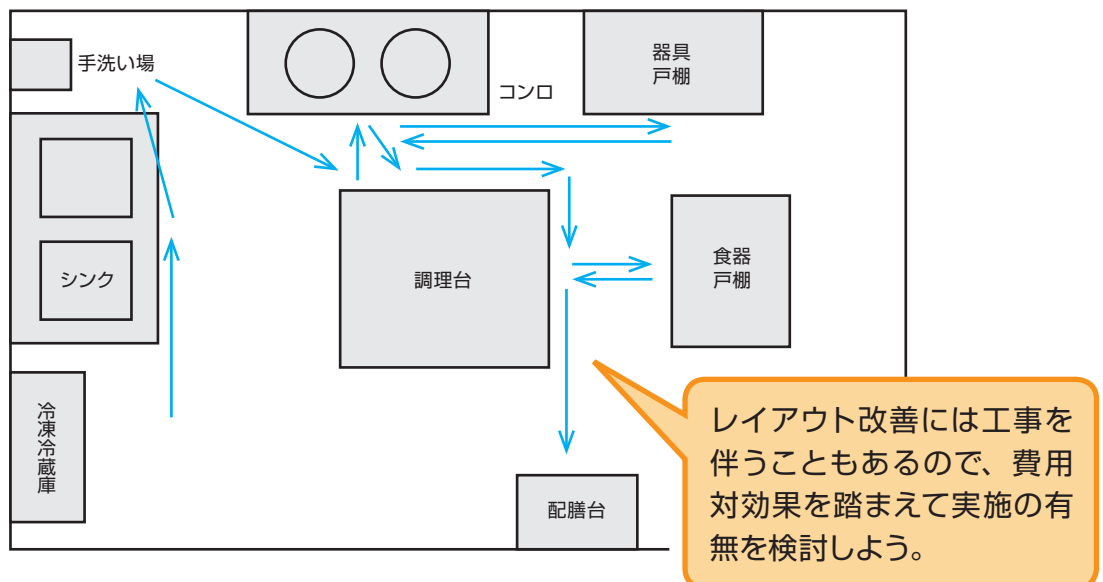 手洗い場
コンロ
器具
戸棚
シンク
調理台
食器
戸棚
冷凍冷蔵庫
配膳台
レイアウト改善には工事を
伴うこともあるので、費用
対効果を踏まえて実施の有
無を検討しよう。